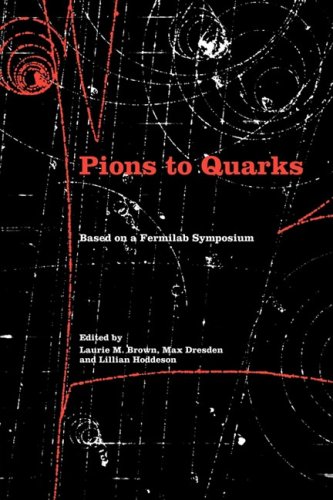 Pions to Quarks
Based on a Fermilab Symposium
Edited by
Laurie M. Brown, Max Dresden
and Lillian Hoddeson